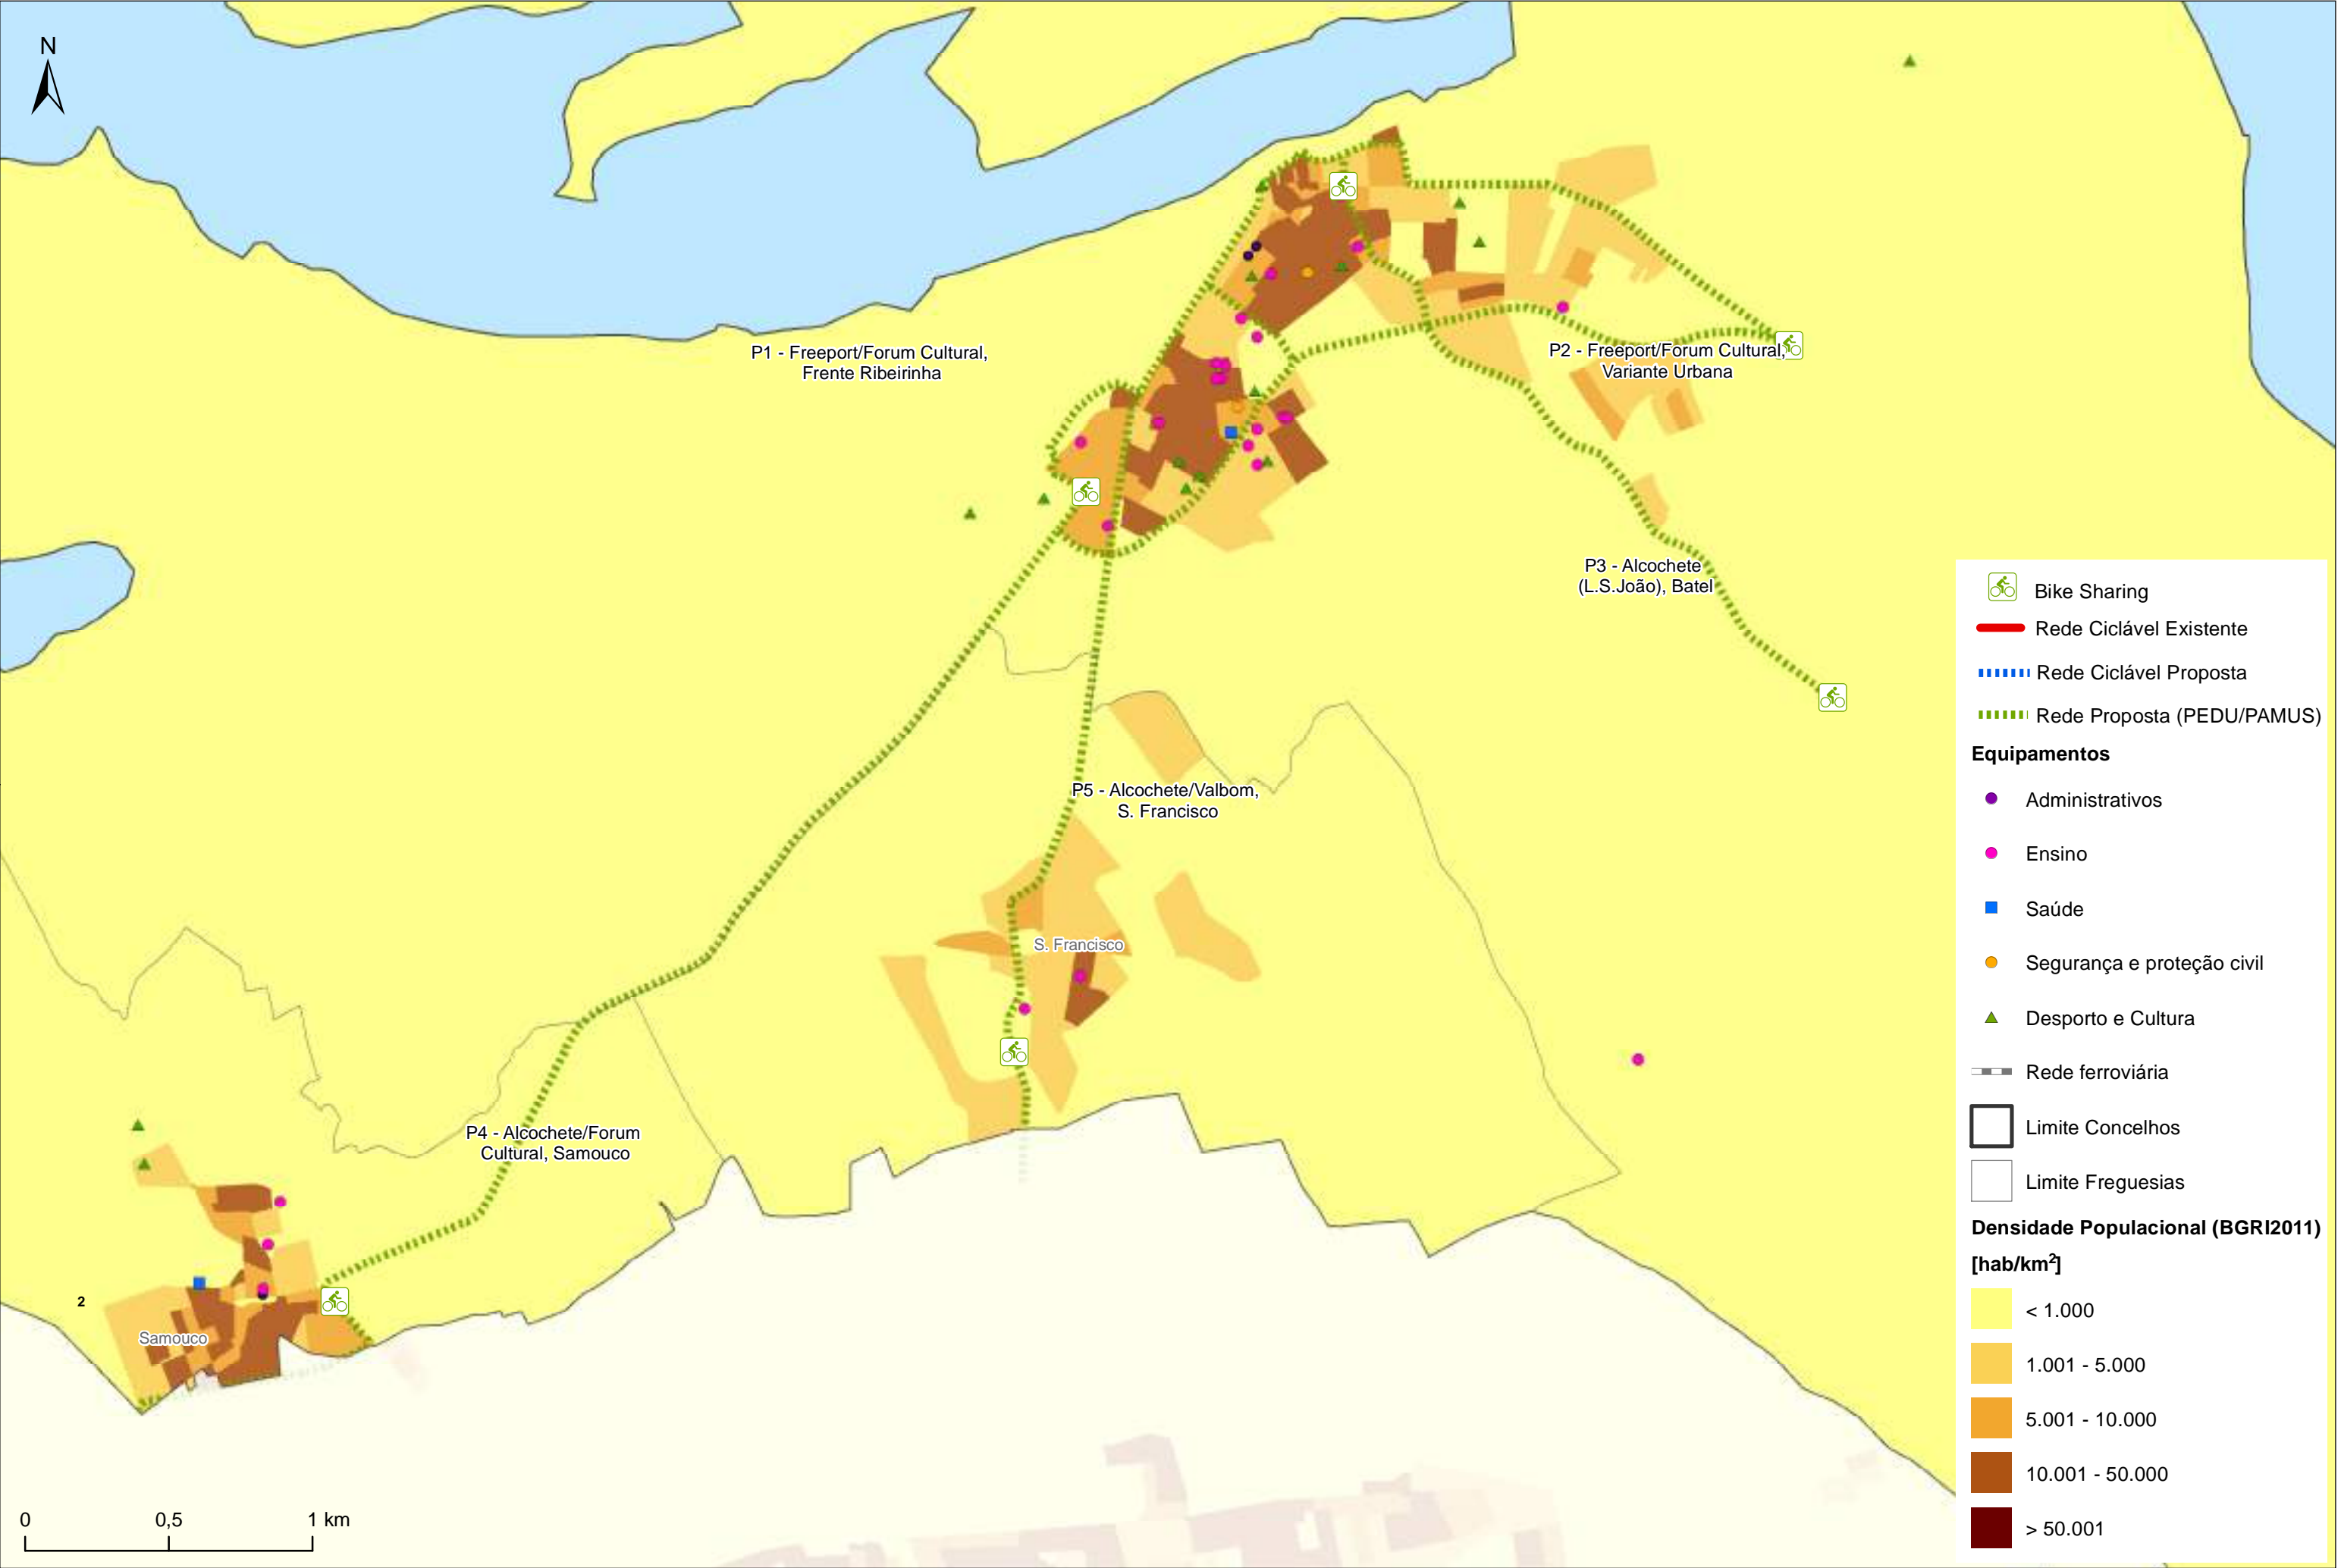 N
P1 - Freeport/Forum Cultural,
Frente Ribeirinha
P2 - Freeport/Forum Cultural,
Variante Urbana
P3 - Alcochete
(L.S.João), Batel
P5 - Alcochete/Valbom,
S. Francisco
S. Francisco
P4 - Alcochete/Forum
Cultural, Samouco
2
Samouco
0 0,5 1 km
Bike Sharing
Rede Ciclável Existente
Rede Ciclável Proposta
Rede Proposta (PEDU/PAMUS)
Equipamentos
Administrativos
Ensino
Saúde
Segurança e proteção civil
Desporto e Cultura
Rede ferroviária
Limite Concelhos
Limite Freguesias
Densidade Populacional (BGRI2011)
[hab/km²]
< 1.000
1.001 - 5.000
5.001 - 10.000
10.001 - 50.000
> 50.001